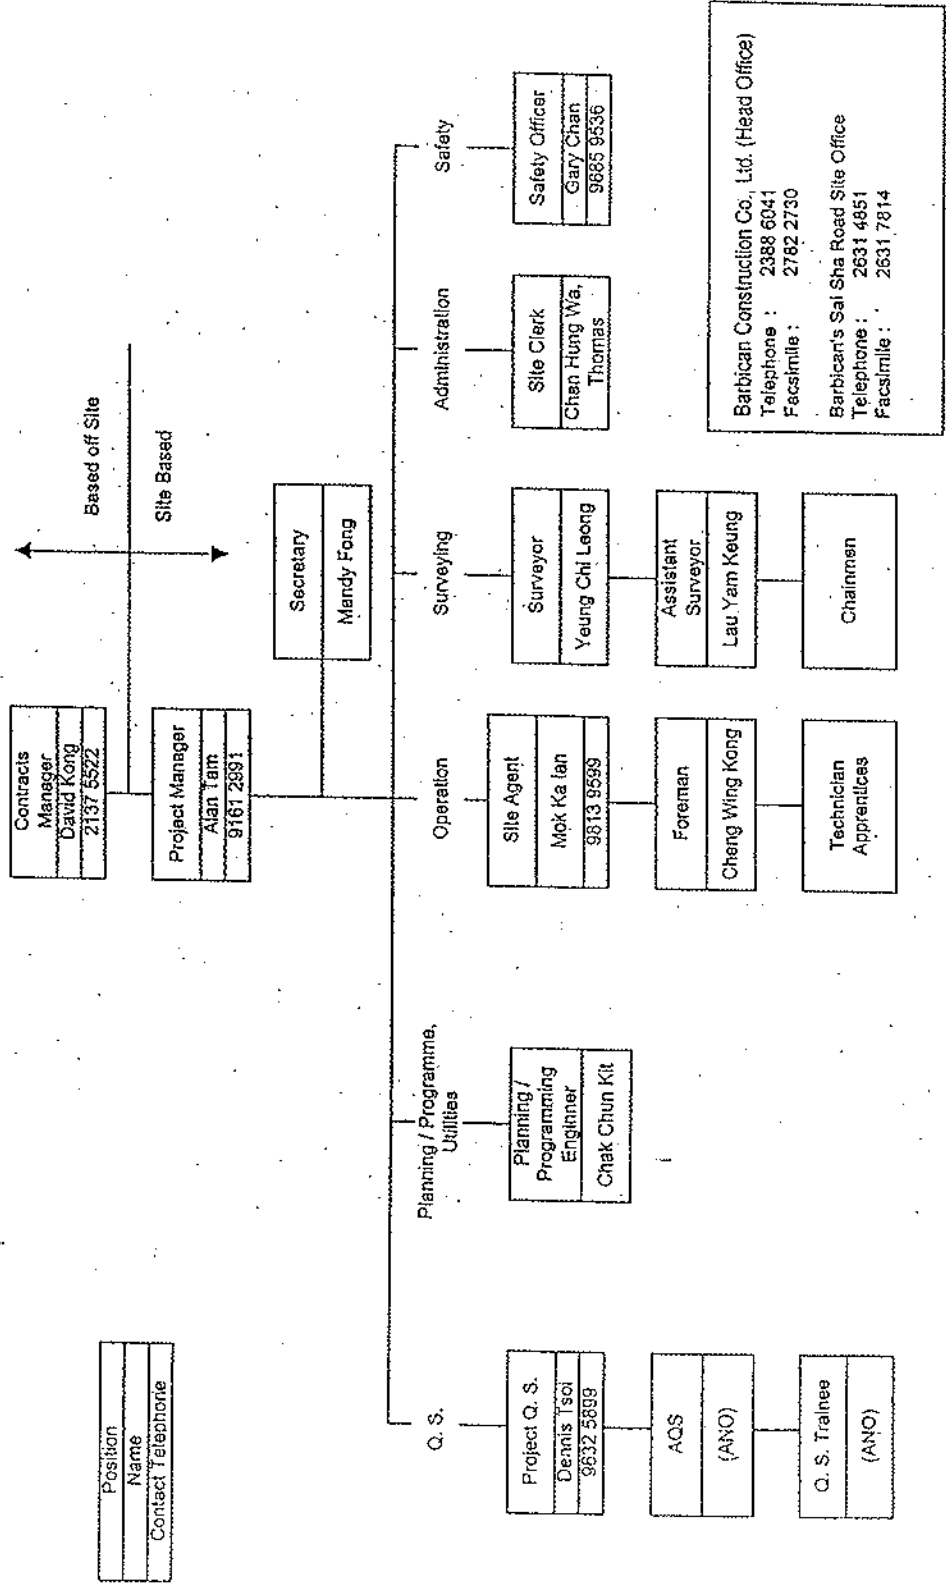 Position
Name
Contact Telephone
Contracts
Manager
David Kong
2137 5522
Based off Site
Site Based
Project Manager
Alan Tam
9161 2991
Secretary
Mandy Fong
Q. S.
Planning / Programme,
Utilities
Operation
Surveying
Administration
Safety
Project Q. S.
Dennis Tsoi
9632 5899
Planning /
Programming
Enginner
Chak Chun Kit
Site Agent
Mok Ka Ian
9813 9599
Surveyor
Yeung Chi Leong
Site Clerk
Chan Hung Wa,
Thomas
Safety Officer
Gary Chan
9685 9536
AQS
(ANO)
Foreman
Cheng Wing Kong
Assistant
Surveyor
Lau Yam Keung
Q. S. Trainee
(ANO)
Technician
Apprentices
Chainmen
Barbican Construction Co., Ltd. (Head Office)
Telephone : 2388 6041
Facsimile : 2782 2730
Barbican's Sai Sha Road Site Office
Telephone : 2631 4851
Facsimile : 2631 7814